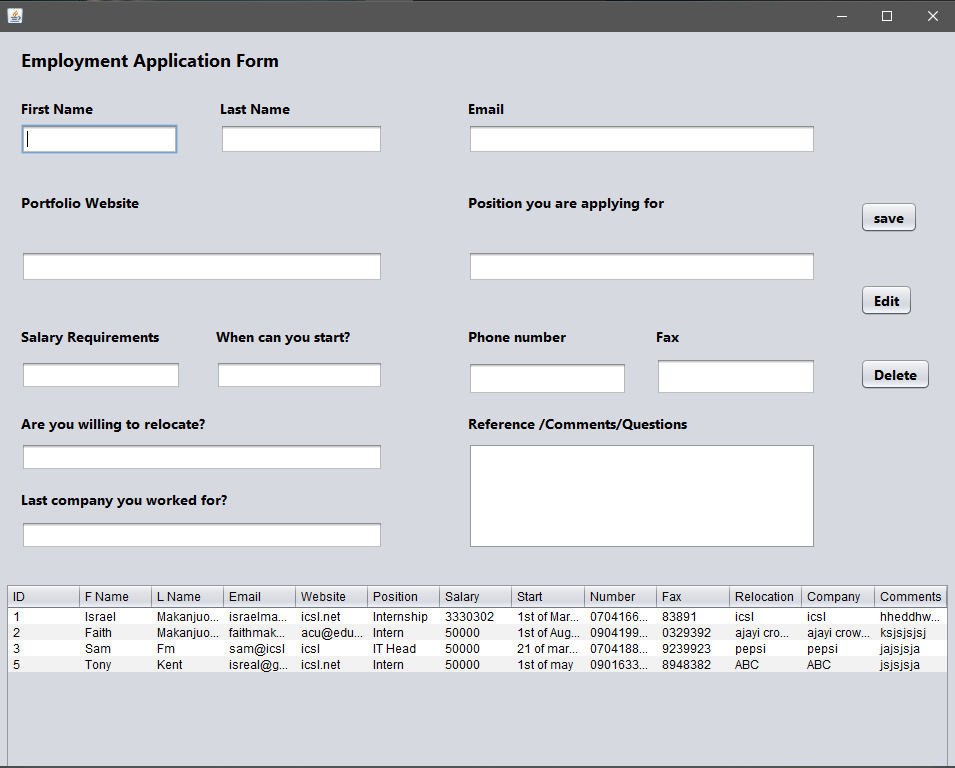 Employment Application Form
First Name Last Name Email
Portfolio Website Position you are applying for
save
Edit
Salary Requirements When can you start? Phone number Fax
Delete
Are you willing to relocate? Reference /Comments/Questions
Last company you worked for?
ID F Name L Name Email Website Position Salary Start Number Fax Relocation Company Comments
1 Israel Makanjuo... israelma... icsl.net Internship 3330302 1st of Mar... 0704166... 83891 icsl icsl hheddhw...
2 Faith Makanjuo... faithmak... acu@edu... Intern 50000 1st of Aug... 0904199... 0329392 ajayi cro... ajayi crow... ksjsjsjsj
3 Sam Fm sam@icsl icsl IT Head 50000 21 of mar... 0704188... 9239923 pepsi pepsi jajsjsja
5 Tony Kent isreal@g... icsl.net Intern 50000 1st of may 0901633... 8948382 ABC ABC jsjsjsja